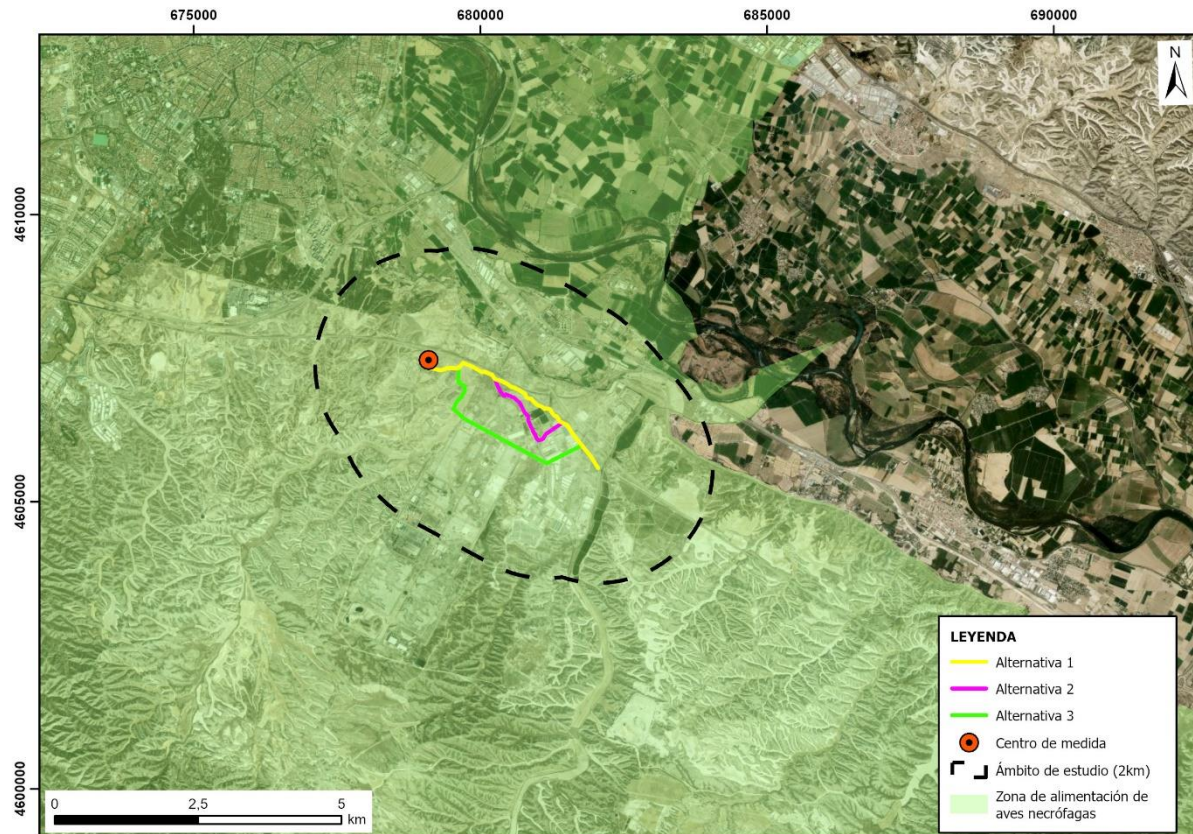 675000
680000
685000
690000
N
4610000
4605000
4600000
LEYENDA
Alternativa 1
Alternativa 2
Alternativa 3
Centro de medida
Ámbito de estudio (2km)
Zona de alimentación de
aves necrófagas
0
2,5
5
km